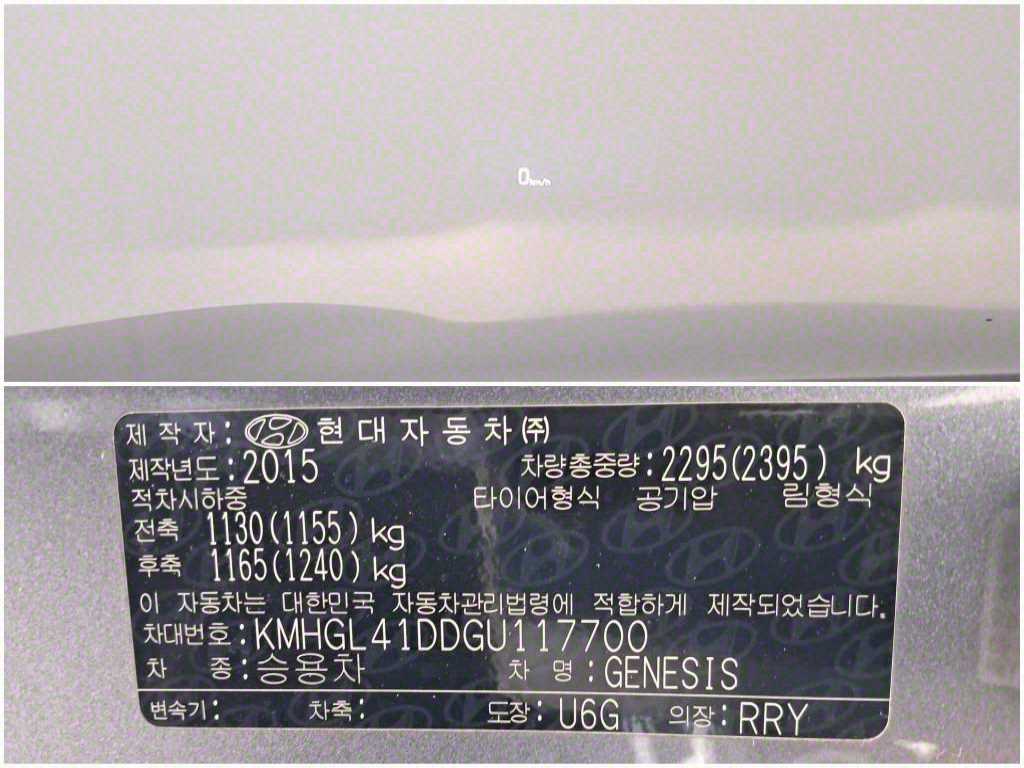 0km/h
제 작 자 : 현 대 자 동 차 ㈜
제작년도 : 2015 차량총중량 : 2295(2395) kg
적차시하중 타이어형식 공기압 림형식
전축 1130(1155) kg
후축 1165(1240) kg
이 자동차는 대한민국 자동차관리법령에 적합하게 제작되었습니다.
차대번호 : KMHGL41DDGU117700
차 종 : 승용차 차 명 : GENESIS
변속기 : 차축 : 도장 : U6G 의장 : RRY